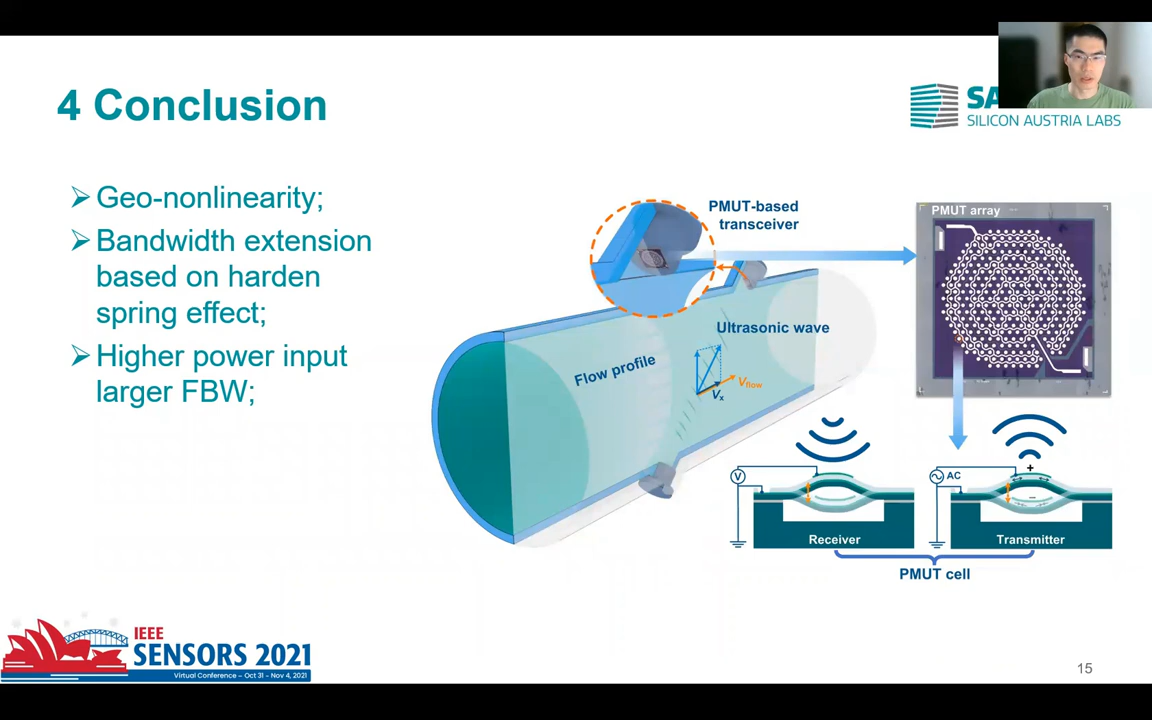 4 Conclusion
SA
SILICON AUSTRIA LABS
➢ Geo-nonlinearity;
➢ Bandwidth extension
based on harden
spring effect;
➢ Higher power input
larger FBW;
PMUT-based
transceiver
PMUT array
Ultrasonic wave
Flow profile
Vflow
Vx
V
AC
+
−
Receiver
Transmitter
PMUT cell
IEEE
SENSORS 2021
Virtual Conference – Oct 31 - Nov 4, 2021
15